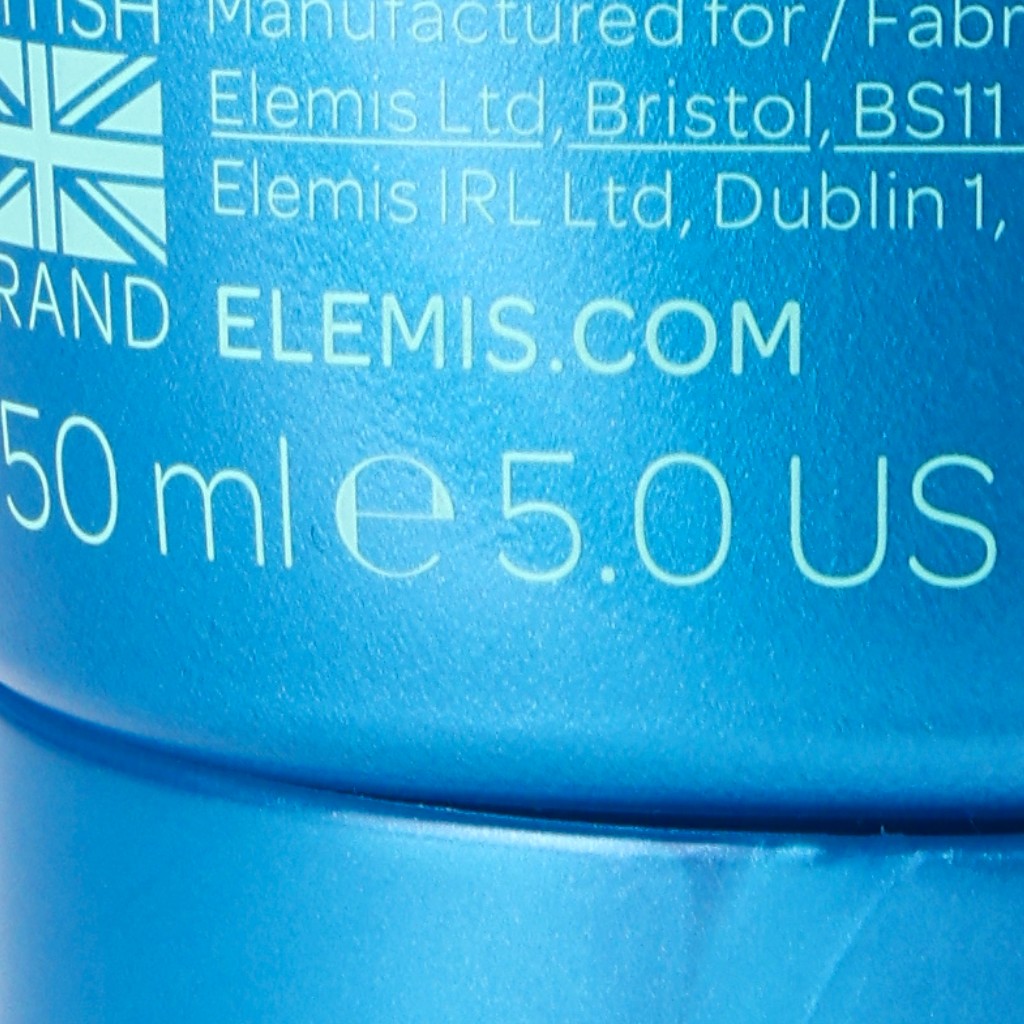 ITISH
Manufactured for / Fabr
Elemis Ltd, Bristol, BS11
Elemis IRL Ltd, Dublin 1,
RAND
ELEMIS.COM
50 ml e 5.0 US